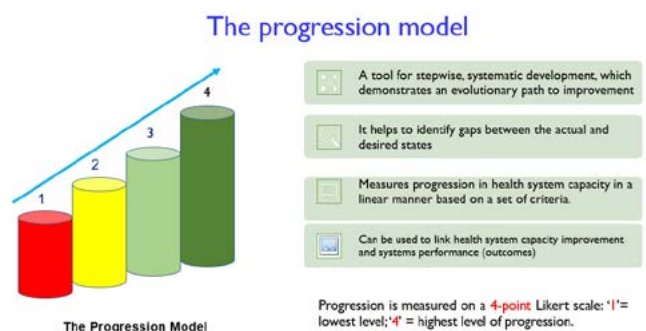 The progression model
4
3
2
1
The Progression Model
A tool for stepwise, systematic development, which
demonstrates an evolutionary path to improvement
It helps to identify gaps between the actual and
desired states
Measures progression in health system capacity in a
linear manner based on a set of criteria.
Can be used to link health system capacity improvement
and systems performance (outcomes)
Progression is measured on a 4-point Likert scale: '1'=
lowest level; '4' = highest level of progression.